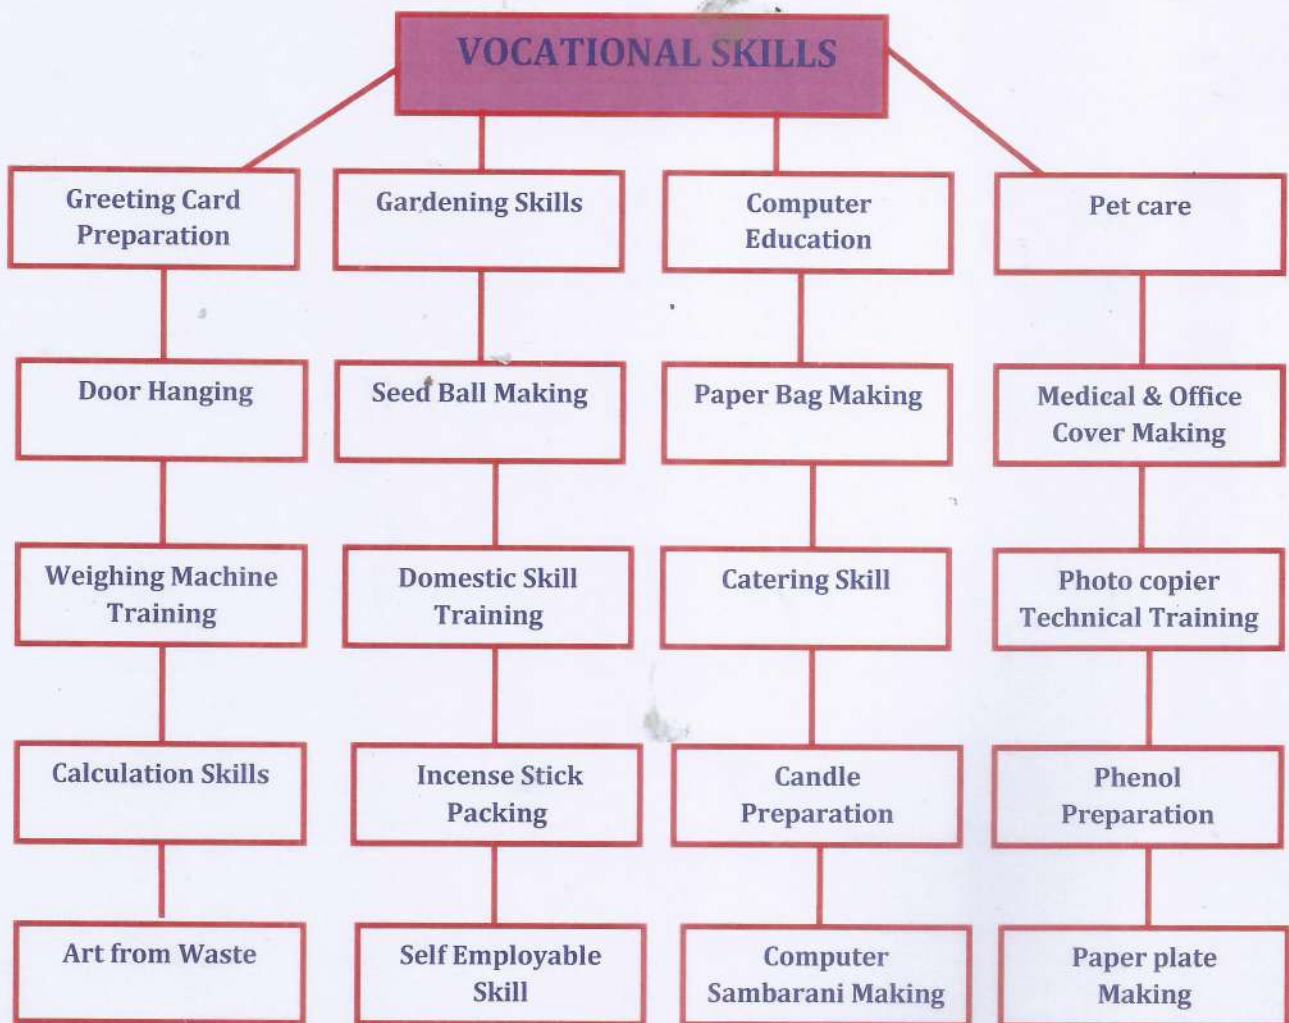 VOCATIONAL SKILLS
Greeting Card
Preparation
Gardening Skills
Computer
Education
Pet care
Door Hanging
Seed Ball Making
Paper Bag Making
Medical & Office
Cover Making
Weighing Machine
Training
Domestic Skill
Training
Catering Skill
Photo copier
Technical Training
Calculation Skills
Incense Stick
Packing
Candle
Preparation
Phenol
Preparation
Art from Waste
Self Employable
Skill
Computer
Sambarani Making
Paper plate
Making